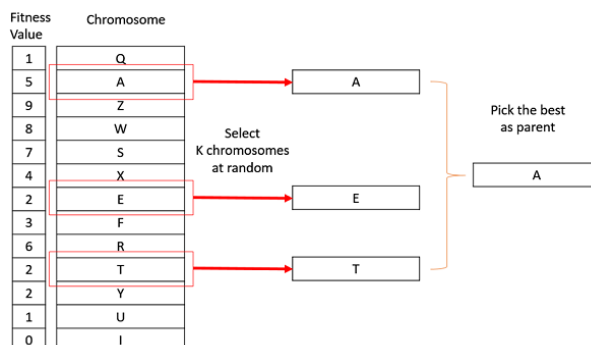 Fitness
Value
Chromosome
1 Q
5 A
9 Z
8 W
7 S
4 X
2 E
3 F
6 R
2 T
2 Y
1 U
0 I
Select
K chromosomes
at random
A
E
T
Pick the best
as parent
A